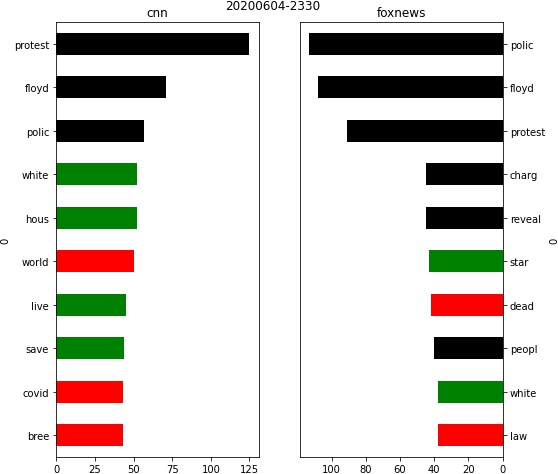 20200604-2330
cnn
foxnews
protest
floyd
polic
white
hous
world
live
save
covid
bree
0
0 25 50 75 100 125
polic
floyd
protest
charg
reveal
star
dead
peopl
white
law
0
100 80 60 40 20 0